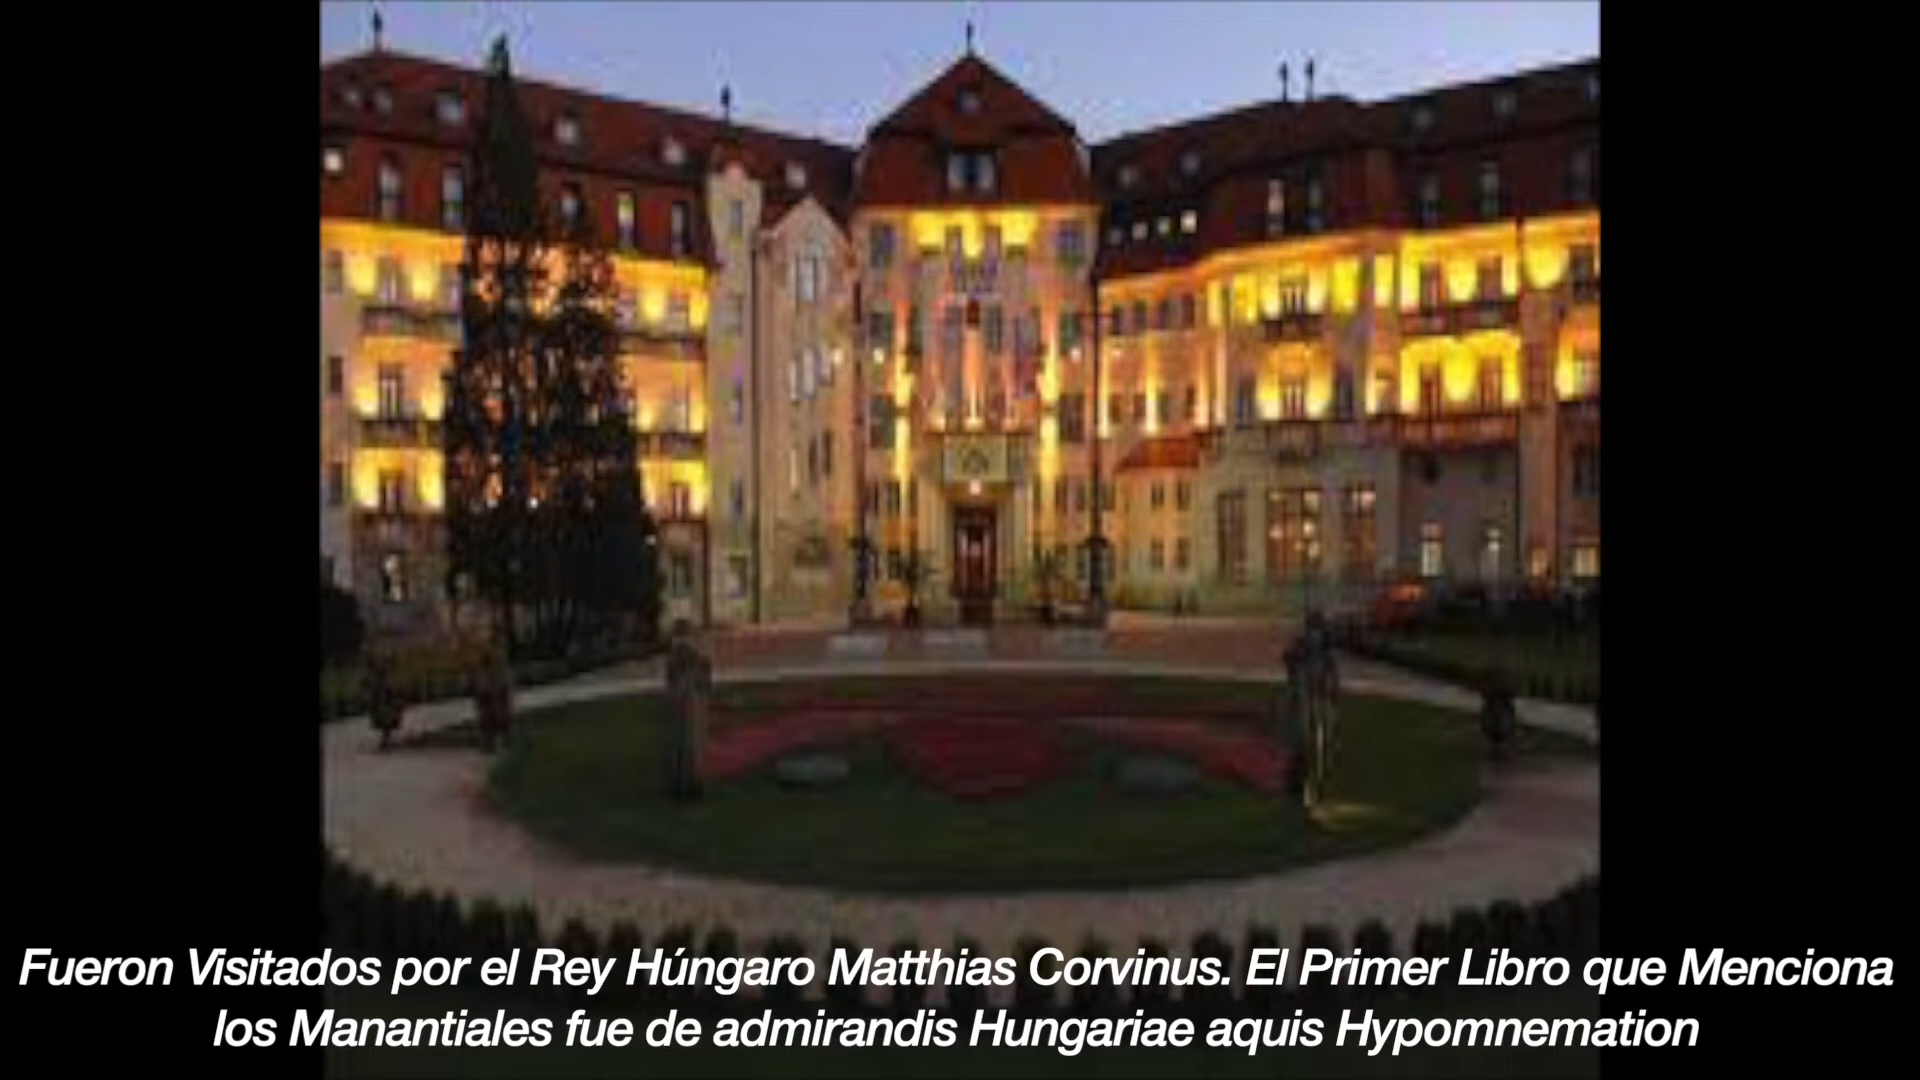 Fueron Visitados por el Rey Húngaro Matthias Corvinus. El Primer Libro que Menciona
los Manantiales fue de admirandis Hungariae aquis Hypomnemation